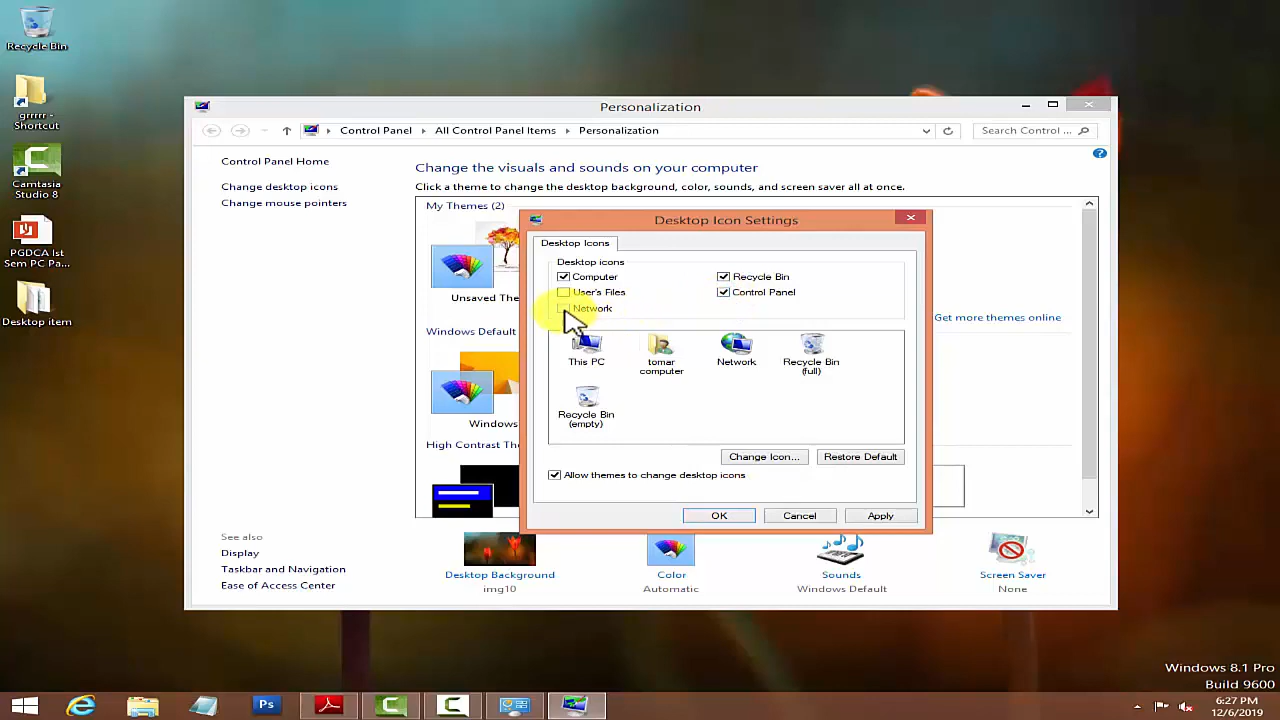 Recycle Bin
grrrrr -
Shortcut
Camtasia
Studio 8
PGDCA Ist
Sem PC Pa...
Desktop item
Personalization
Control Panel
All Control Panel Items
Personalization
Search Control ...
Control Panel Home
Change desktop icons
Change mouse pointers
Change the visuals and sounds on your computer
Click a theme to change the desktop background, color, sounds, and screen saver all at once.
My Themes (2)
Unsaved The
Windows Default
Windows
High Contrast The
Get more themes online
Desktop Icon Settings
Desktop Icons
Desktop icons
Computer
Recycle Bin
User's Files
Control Panel
Network
This PC
tomar
computer
Network
Recycle Bin
(full)
Recycle Bin
(empty)
Change Icon...
Restore Default
Allow themes to change desktop icons
OK
Cancel
Apply
See also
Display
Taskbar and Navigation
Ease of Access Center
Desktop Background
img10
Color
Automatic
Sounds
Windows Default
Screen Saver
None
Windows 8.1 Pro
Build 9600
Ps
6:27 PM
12/6/2019